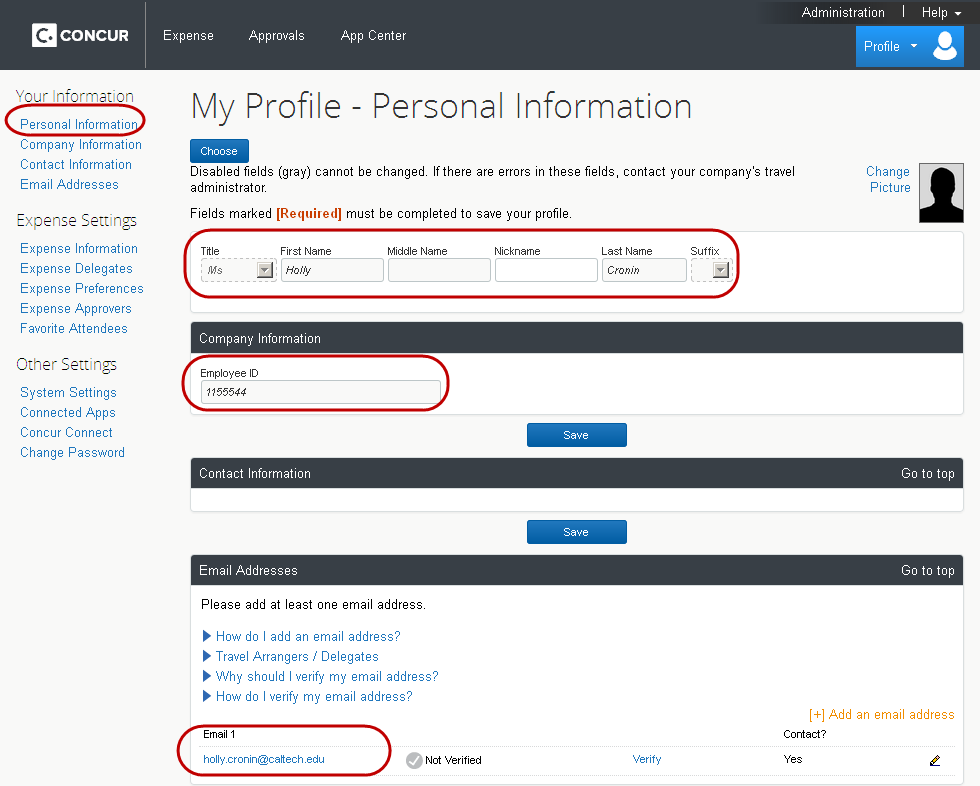 Administration | Help
CONCUR Expense Approvals App Center Profile
Your Information
Personal Information
Company Information
Contact Information
Email Addresses
Expense Settings
Expense Information
Expense Delegates
Expense Preferences
Expense Approvers
Favorite Attendees
Other Settings
System Settings
Connected Apps
Concur Connect
Change Password
My Profile - Personal Information
Choose
Disabled fields (gray) cannot be changed. If there are errors in these fields, contact your company's travel
administrator.
Change
Picture
Fields marked [Required] must be completed to save your profile.
Title First Name Middle Name Nickname Last Name Suffix
Ms Holly Cronin
Company Information
Employee ID
1155544
Save
Contact Information Go to top
Save
Email Addresses Go to top
Please add at least one email address.
How do I add an email address?
Travel Arrangers / Delegates
Why should I verify my email address?
How do I verify my email address?
[+] Add an email address
Email 1 Contact?
holly.cronin@caltech.edu Not Verified Verify Yes